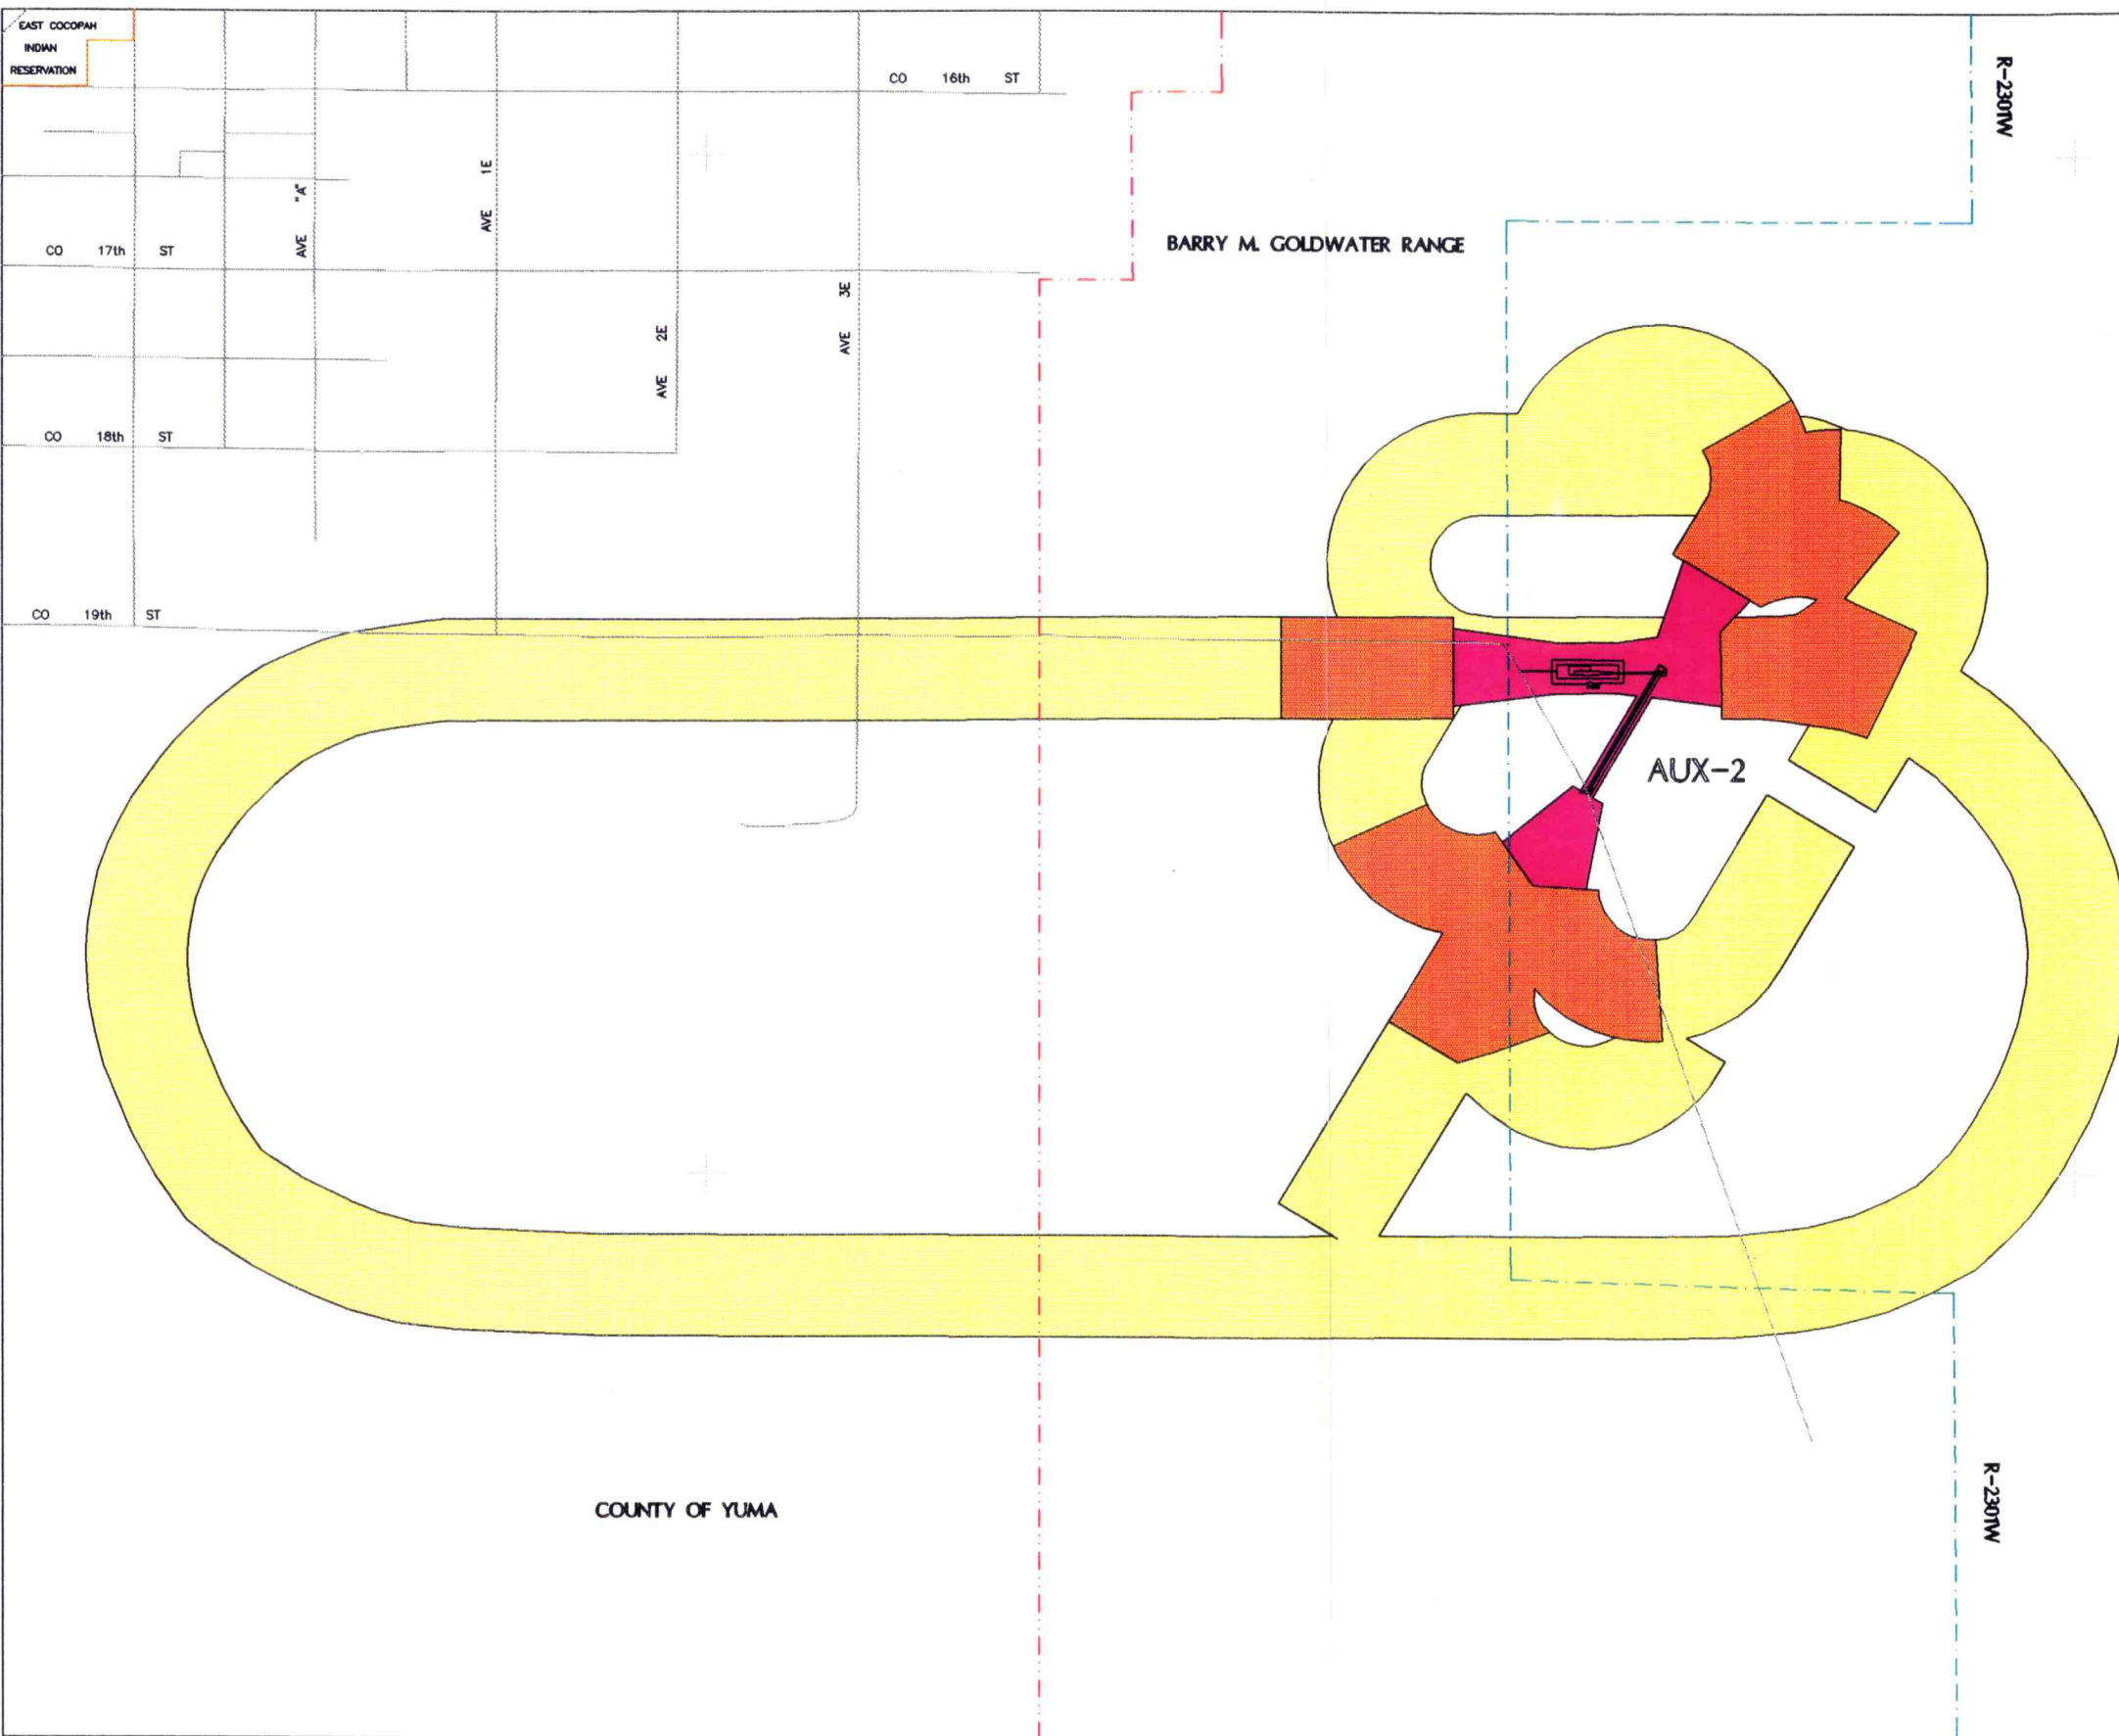 EAST COCOPAH
INDIAN
RESERVATION
CO 16th ST
R-2301W
AVE "A"
AVE 1E
CO 17th ST
BARRY M. GOLDWATER RANGE
AVE 2E
AVE 3E
CO 18th ST
CO 19th ST
AUX-2
COUNTY OF YUMA
R-2301W